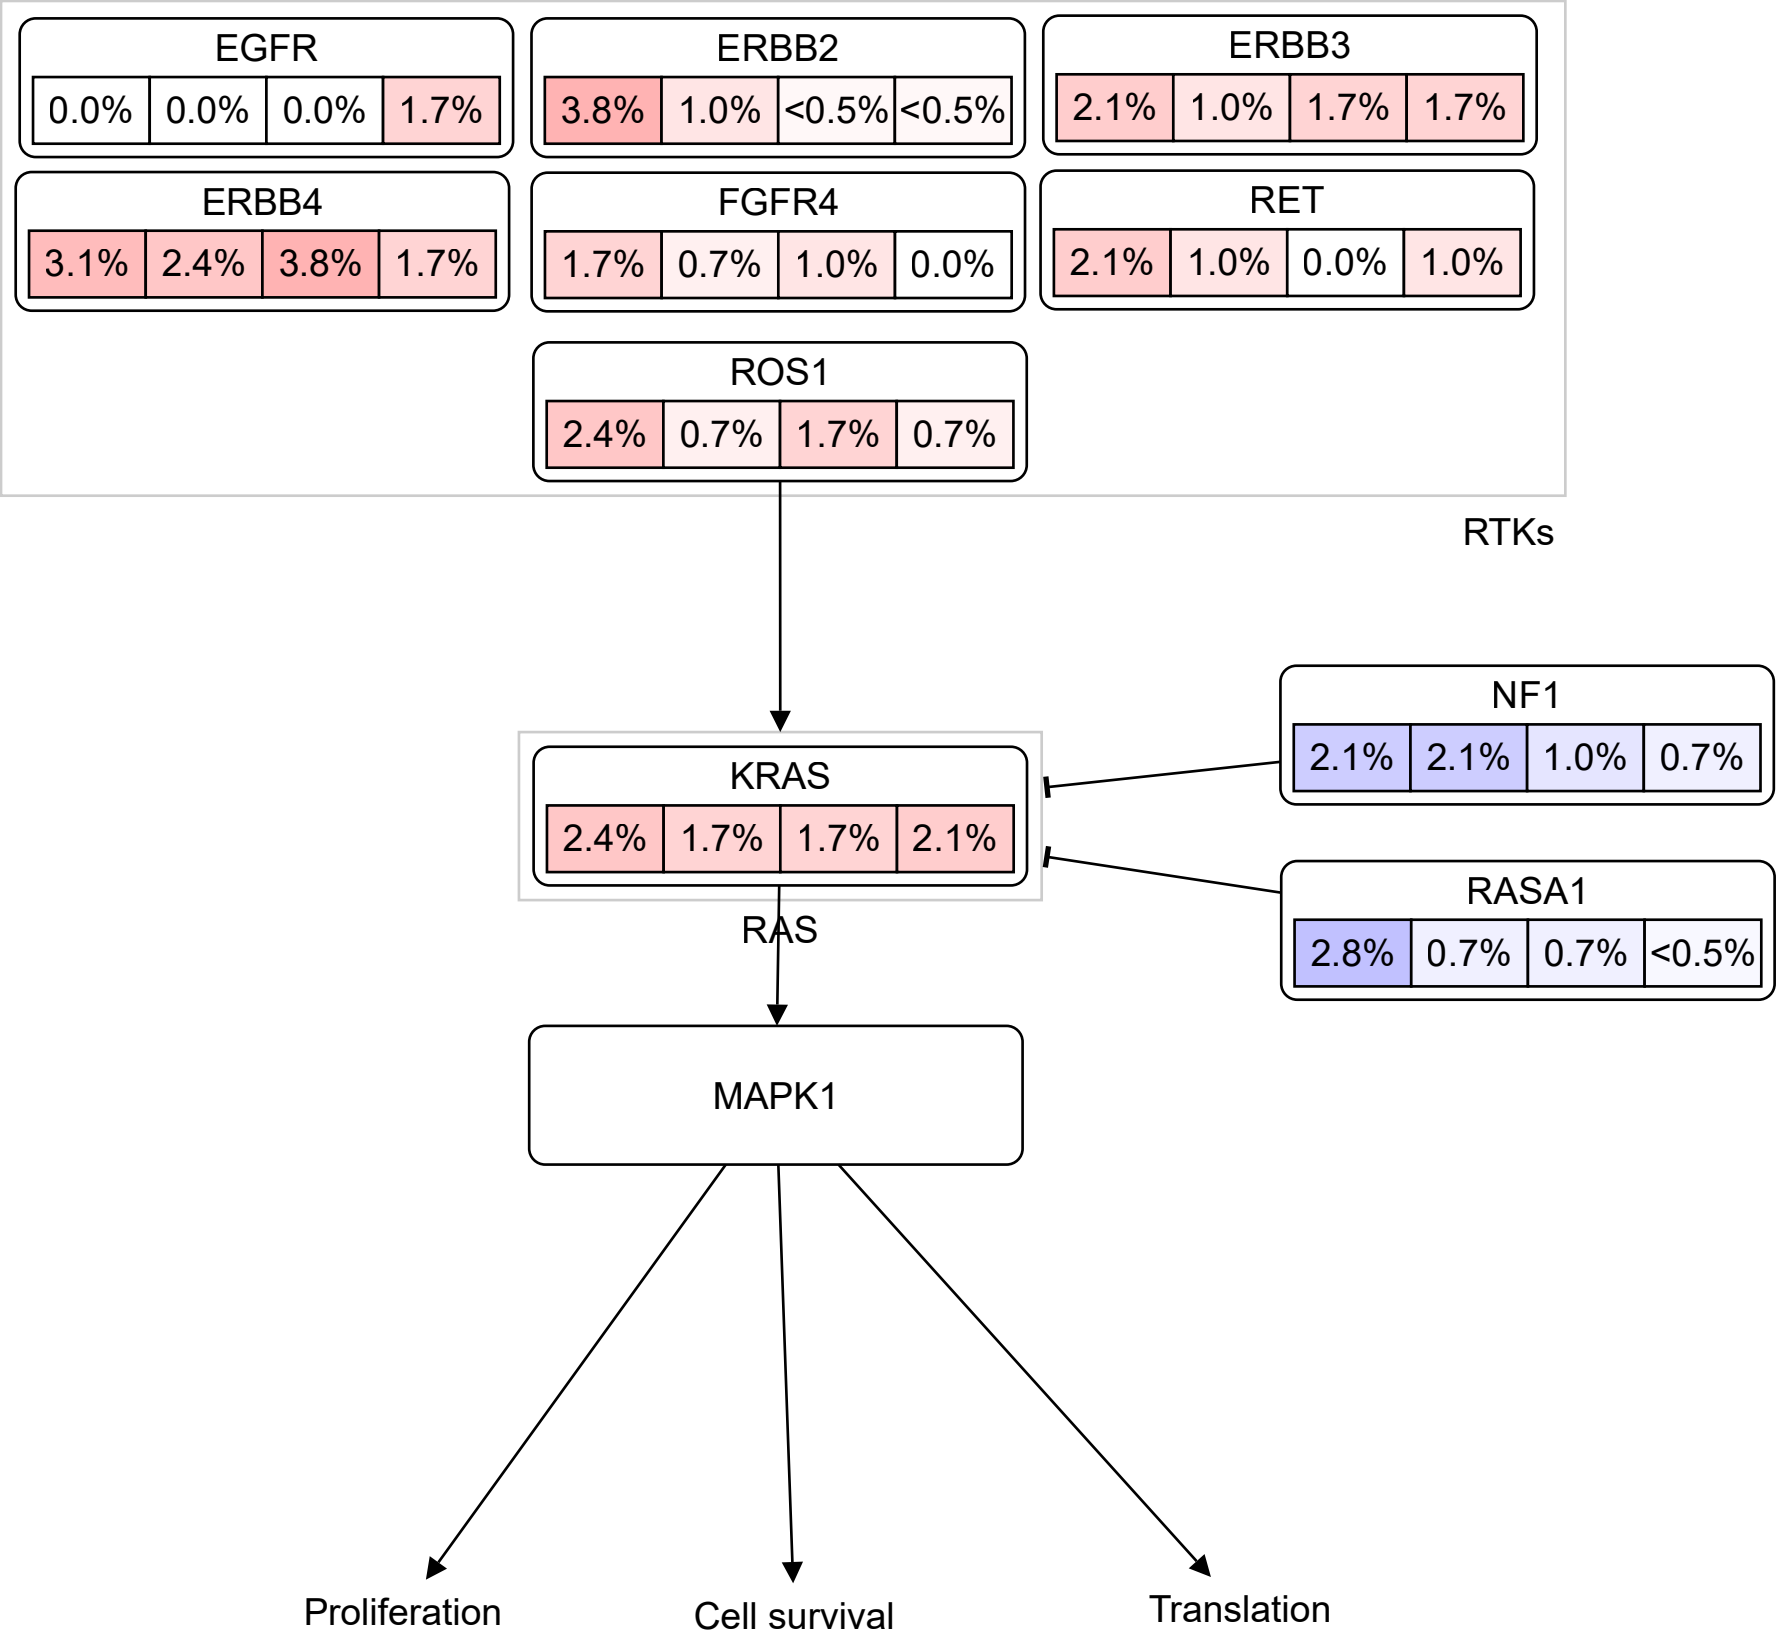 EGFR
0.0% 0.0% 0.0% 1.7%
ERBB2
3.8% 1.0% <0.5% <0.5%
ERBB3
2.1% 1.0% 1.7% 1.7%
ERBB4
3.1% 2.4% 3.8% 1.7%
FGFR4
1.7% 0.7% 1.0% 0.0%
RET
2.1% 1.0% 0.0% 1.0%
ROS1
2.4% 0.7% 1.7% 0.7%
RTKs
NF1
2.1% 2.1% 1.0% 0.7%
KRAS
2.4% 1.7% 1.7% 2.1%
RAS
RASA1
2.8% 0.7% 0.7% <0.5%
MAPK1
Proliferation
Cell survival
Translation